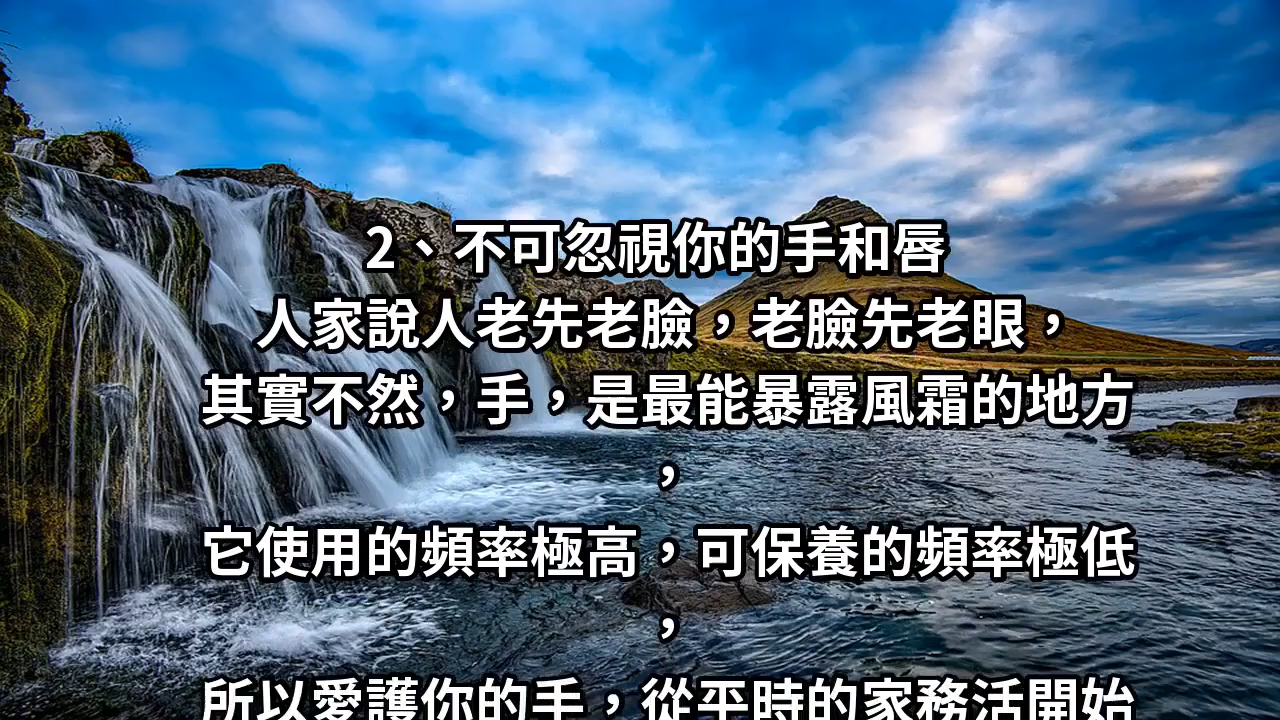 2、不可忽視你的手和唇
人家說人老先老臉，老臉先老眼，
其實不然，手，是最能暴露風霜的地方
，
它使用的頻率極高，可保養的頻率極低
，
所以愛護你的手，從平時的家務活開始